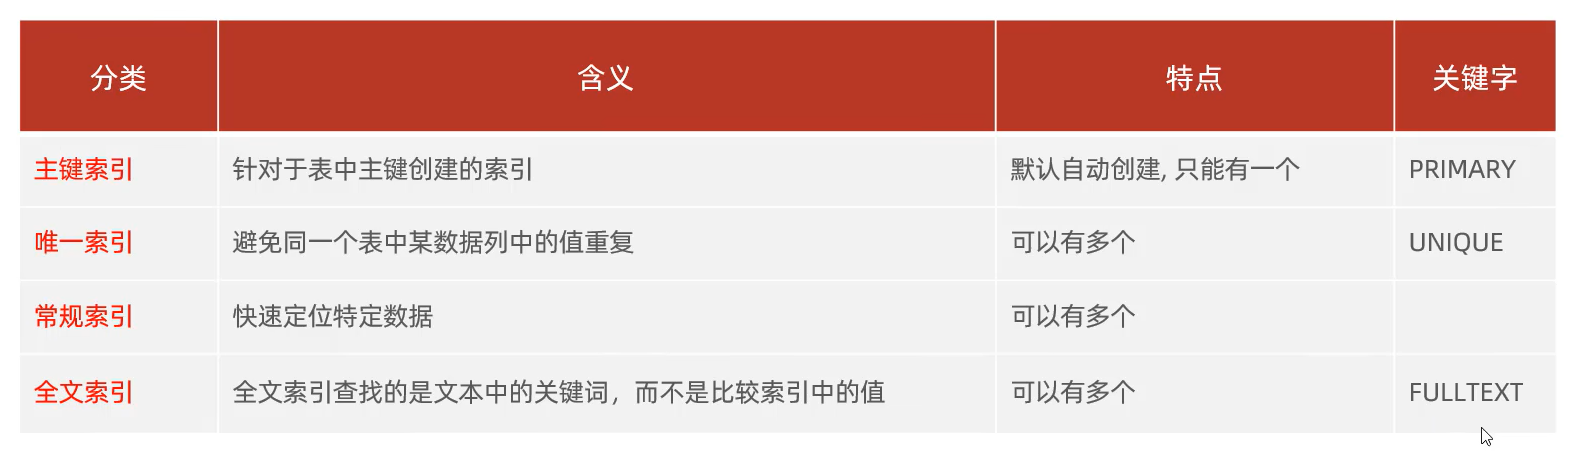 分类 含义 特点 关键字
主键索引 针对于表中主键创建的索引 默认自动创建, 只能有一个 PRIMARY
唯一索引 避免同一个表中某数据列中的值重复 可以有多个 UNIQUE
常规索引 快速定位特定数据 可以有多个
全文索引 全文索引查找的是文本中的关键词，而不是比较索引中的值 可以有多个 FULLTEXT